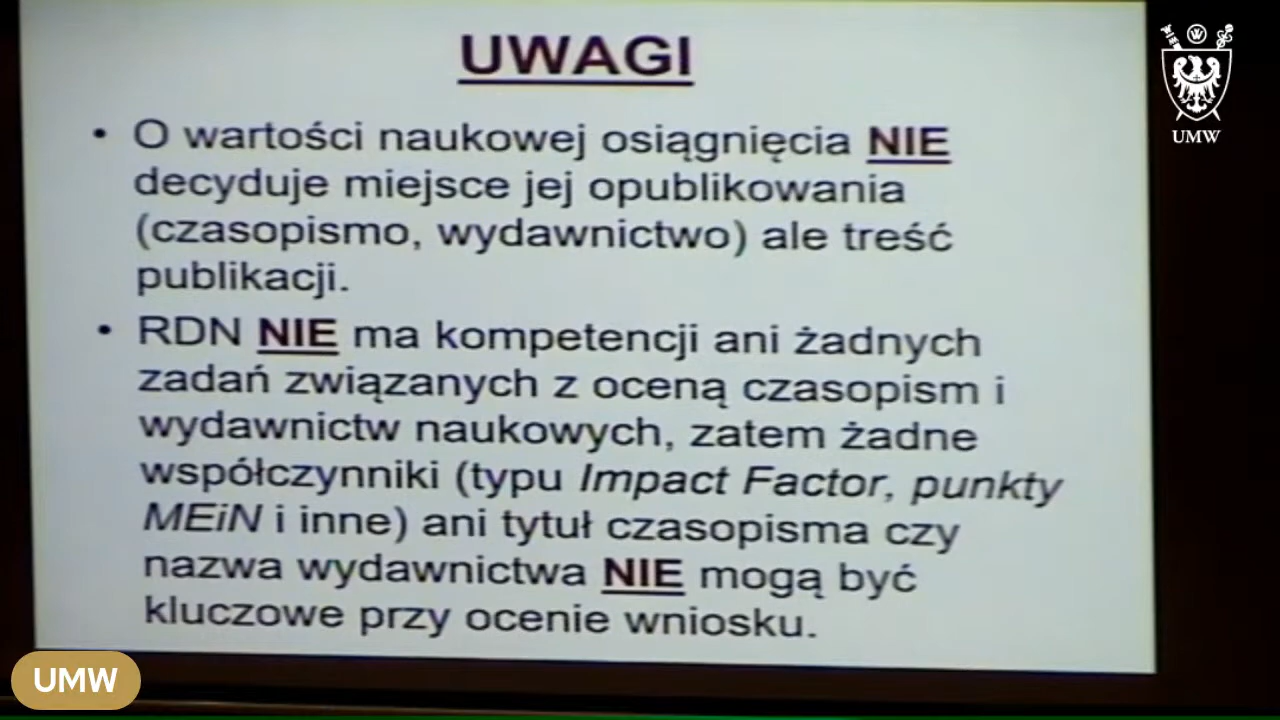 UWAGI
• O wartości naukowej osiągnięcia NIE
decyduje miejsce jej opublikowania
(czasopismo, wydawnictwo) ale treść
publikacji.
• RDN NIE ma kompetencji ani żadnych
zadań związanych z oceną czasopism i
wydawnictw naukowych, zatem żadne
współczynniki (typu Impact Factor, punkty
MEiN i inne) ani tytuł czasopisma czy
nazwa wydawnictwa NIE mogą być
kluczowe przy ocenie wniosku.
W
UMW
UMW